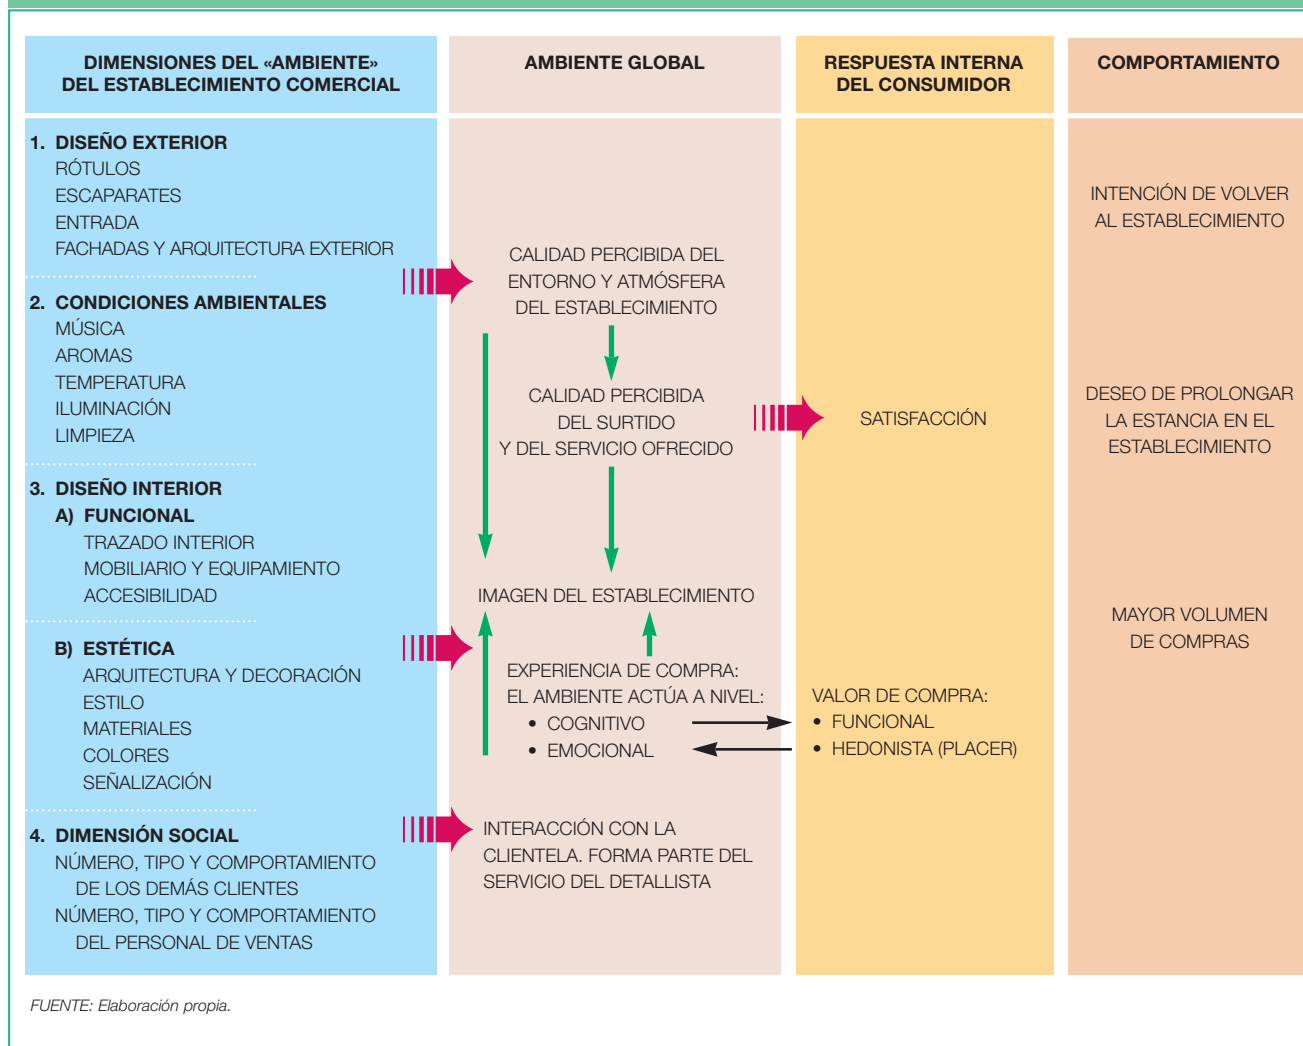 DIMENSIONES DEL «AMBIENTE»
DEL ESTABLECIMIENTO COMERCIAL
1. DISEÑO EXTERIOR
RÓTULOS
ESCAPARATES
ENTRADA
FACHADAS Y ARQUITECTURA EXTERIOR
2. CONDICIONES AMBIENTALES
MÚSICA
AROMAS
TEMPERATURA
ILUMINACIÓN
LIMPIEZA
3. DISEÑO INTERIOR
A) FUNCIONAL
TRAZADO INTERIOR
MOBILIARIO Y EQUIPAMIENTO
ACCESIBILIDAD
B) ESTÉTICA
ARQUITECTURA Y DECORACIÓN
ESTILO
MATERIALES
COLORES
SEÑALIZACIÓN
4. DIMENSIÓN SOCIAL
NÚMERO, TIPO Y COMPORTAMIENTO
DE LOS DEMÁS CLIENTES
NÚMERO, TIPO Y COMPORTAMIENTO
DEL PERSONAL DE VENTAS
AMBIENTE GLOBAL
CALIDAD PERCIBIDA DEL
ENTORNO Y ATMÓSFERA
DEL ESTABLECIMIENTO
CALIDAD PERCIBIDA
DEL SURTIDO
Y DEL SERVICIO OFRECIDO
IMAGEN DEL ESTABLECIMIENTO
EXPERIENCIA DE COMPRA:
EL AMBIENTE ACTÚA A NIVEL:
• COGNITIVO
• EMOCIONAL
INTERACCIÓN CON LA
CLIENTELA. FORMA PARTE DEL
SERVICIO DEL DETALLISTA
RESPUESTA INTERNA
DEL CONSUMIDOR
SATISFACCIÓN
VALOR DE COMPRA:
• FUNCIONAL
• HEDONISTA (PLACER)
COMPORTAMIENTO
INTENCIÓN DE VOLVER
AL ESTABLECIMIENTO
DESEO DE PROLONGAR
LA ESTANCIA EN EL
ESTABLECIMIENTO
MAYOR VOLUMEN
DE COMPRAS
FUENTE: Elaboración propia.